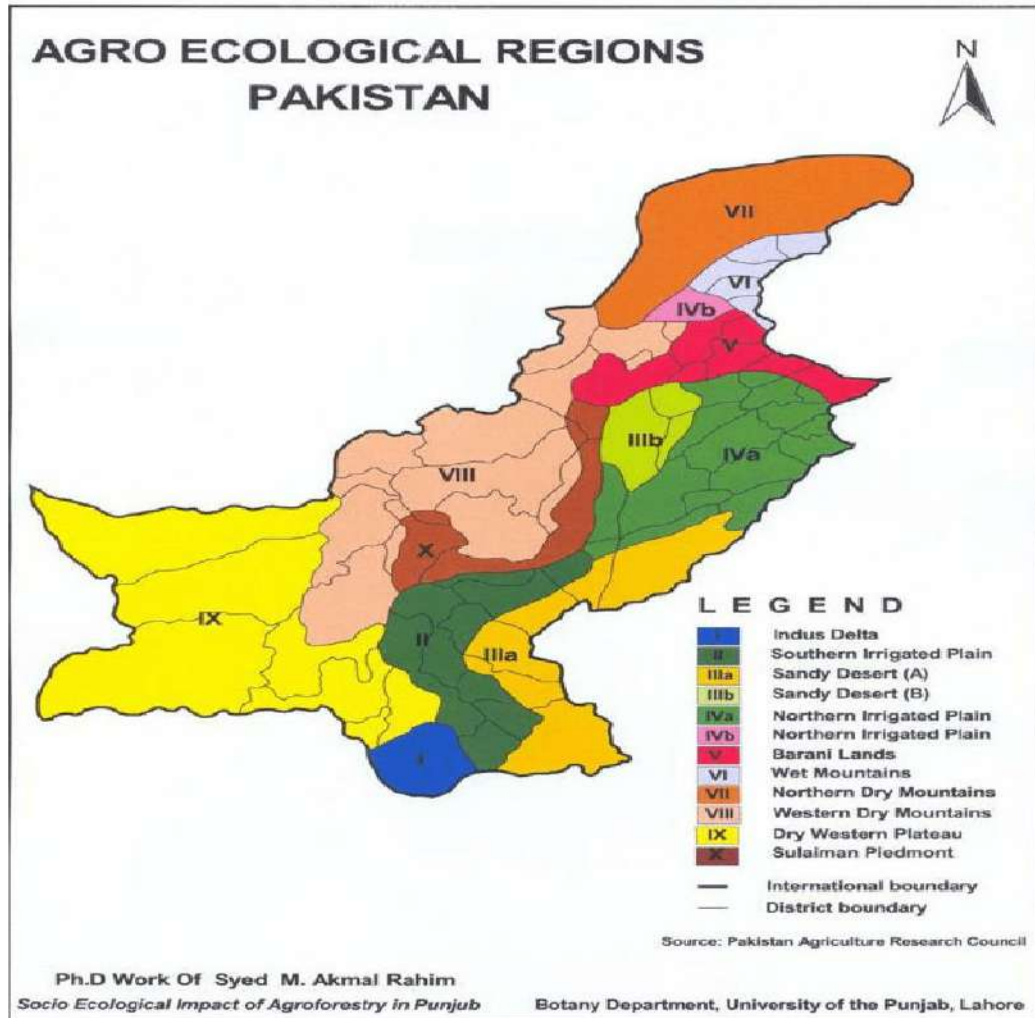 AGRO ECOLOGICAL REGIONS
PAKISTAN
N
VII
VI
IVb
V
IIIb
IVa
VIII
X
IX
II
IIIa
I
LEGEND
I Indus Delta
II Southern Irrigated Plain
IIIa Sandy Desert (A)
IIIb Sandy Desert (B)
IVa Northern Irrigated Plain
IVb Northern Irrigated Plain
V Barani Lands
VI Wet Mountains
VII Northern Dry Mountains
VIII Western Dry Mountains
IX Dry Western Plateau
X Sulaiman Piedmont
International boundary
District boundary
Source: Pakistan Agriculture Research Council
Ph.D Work Of Syed M. Akmal Rahim
Socio Ecological Impact of Agroforestry in Punjub
Botany Department, University of the Punjab, Lahore